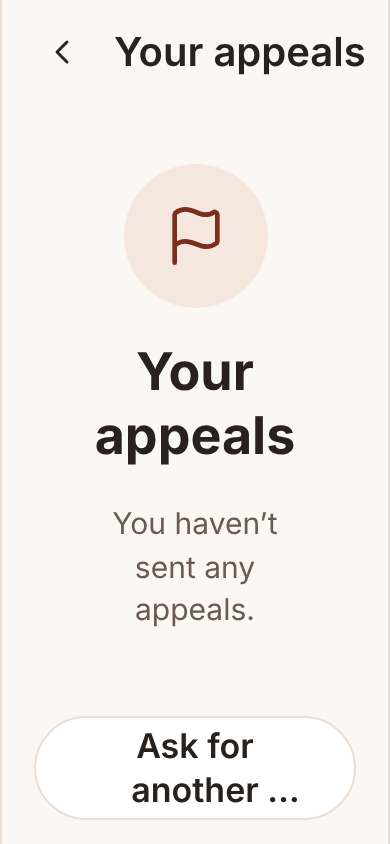 Your appeals
Your
appeals
You haven’t
sent any
appeals.
Ask for
another ...